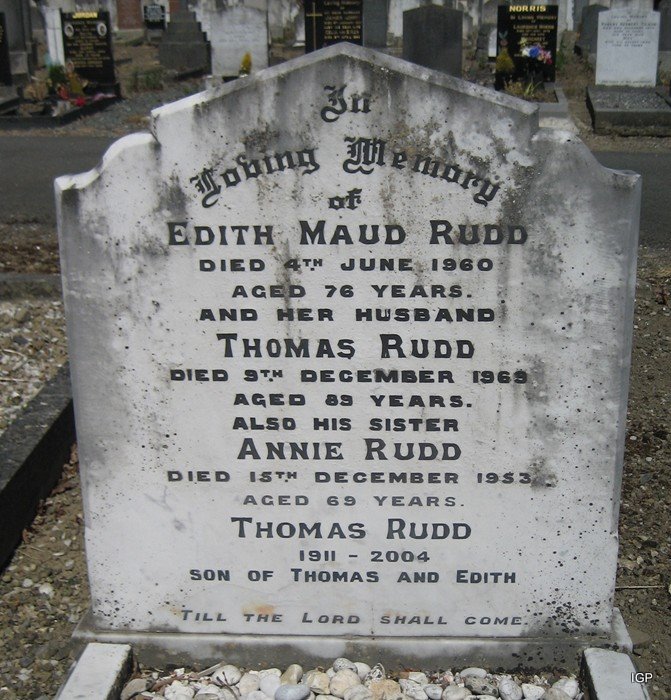 JORDAN
NORRIS
In
Loving Memory
of
EDITH MAUD RUDD
DIED 4TH JUNE 1960
AGED 76 YEARS.
AND HER HUSBAND
THOMAS RUDD
DIED 9TH DECEMBER 1969
AGED 89 YEARS.
ALSO HIS SISTER
ANNIE RUDD
DIED 15TH DECEMBER 1953
AGED 69 YEARS.
THOMAS RUDD
1911 - 2004
SON OF THOMAS AND EDITH
TILL THE LORD SHALL COME.
IGP